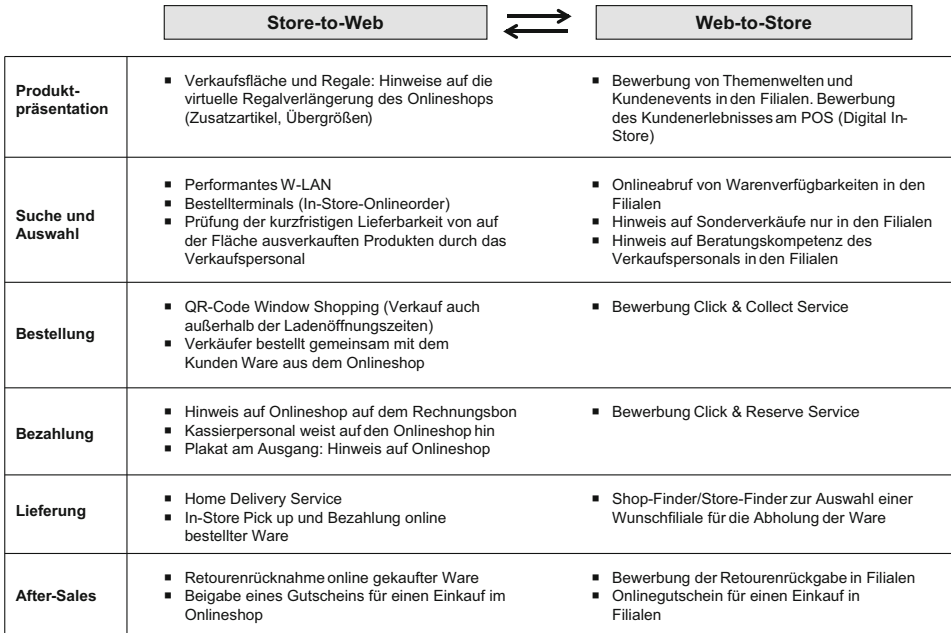 Store-to-Web
Web-to-Store
Produkt-
präsentation
▪ Verkaufsfläche und Regale: Hinweise auf die
virtuelle Regalverlängerung des Onlineshops
(Zusatzartikel, Übergrößen)
▪ Bewerbung von Themenwelten und
Kundenevents in den Filialen. Bewerbung
des Kundenerlebnisses am POS (Digital In-
Store)
Suche und
Auswahl
▪ Performantes W-LAN
▪ Bestellterminals (In-Store-Onlineorder)
▪ Prüfung der kurzfristigen Lieferbarkeit von auf
der Fläche ausverkauften Produkten durch das
Verkaufspersonal
▪ Onlineabruf von Warenverfügbarkeiten in den
Filialen
▪ Hinweis auf Sonderverkäufe nur in den Filialen
▪ Hinweis auf Beratungskompetenz des
Verkaufspersonals in den Filialen
Bestellung
▪ QR-Code Window Shopping (Verkauf auch
außerhalb der Ladenöffnungszeiten)
▪ Verkäufer bestellt gemeinsam mit dem
Kunden Ware aus dem Onlineshop
▪ Bewerbung Click & Collect Service
Bezahlung
▪ Hinweis auf Onlineshop auf dem Rechnungsbon
▪ Kassierpersonal weist auf den Onlineshop hin
▪ Plakat am Ausgang: Hinweis auf Onlineshop
▪ Bewerbung Click & Reserve Service
Lieferung
▪ Home Delivery Service
▪ In-Store Pick up und Bezahlung online
bestellter Ware
▪ Shop-Finder/Store-Finder zur Auswahl einer
Wunschfiliale für die Abholung der Ware
After-Sales
▪ Retourenrücknahme online gekaufter Ware
▪ Beigabe eines Gutscheins für einen Einkauf im
Onlineshop
▪ Bewerbung der Retourenrückgabe in Filialen
▪ Onlinegutschein für einen Einkauf in
Filialen